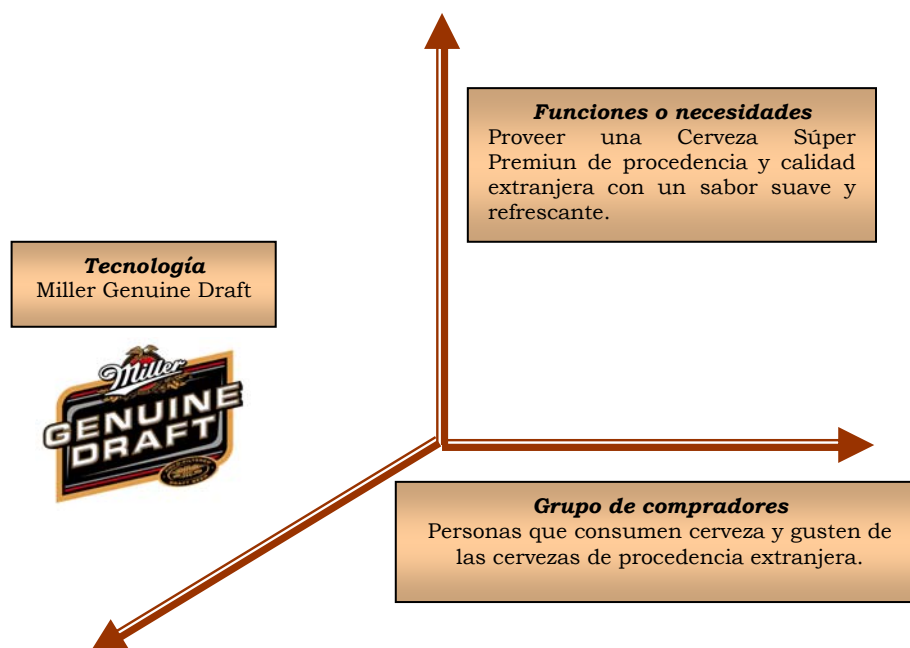 Funciones o necesidades
Proveer una Cerveza Súper
Premiun de procedencia y calidad
extranjera con un sabor suave y
refrescante.
Tecnología
Miller Genuine Draft
Miller
GENUINE
DRAFT
Grupo de compradores
Personas que consumen cerveza y gusten de
las cervezas de procedencia extranjera.